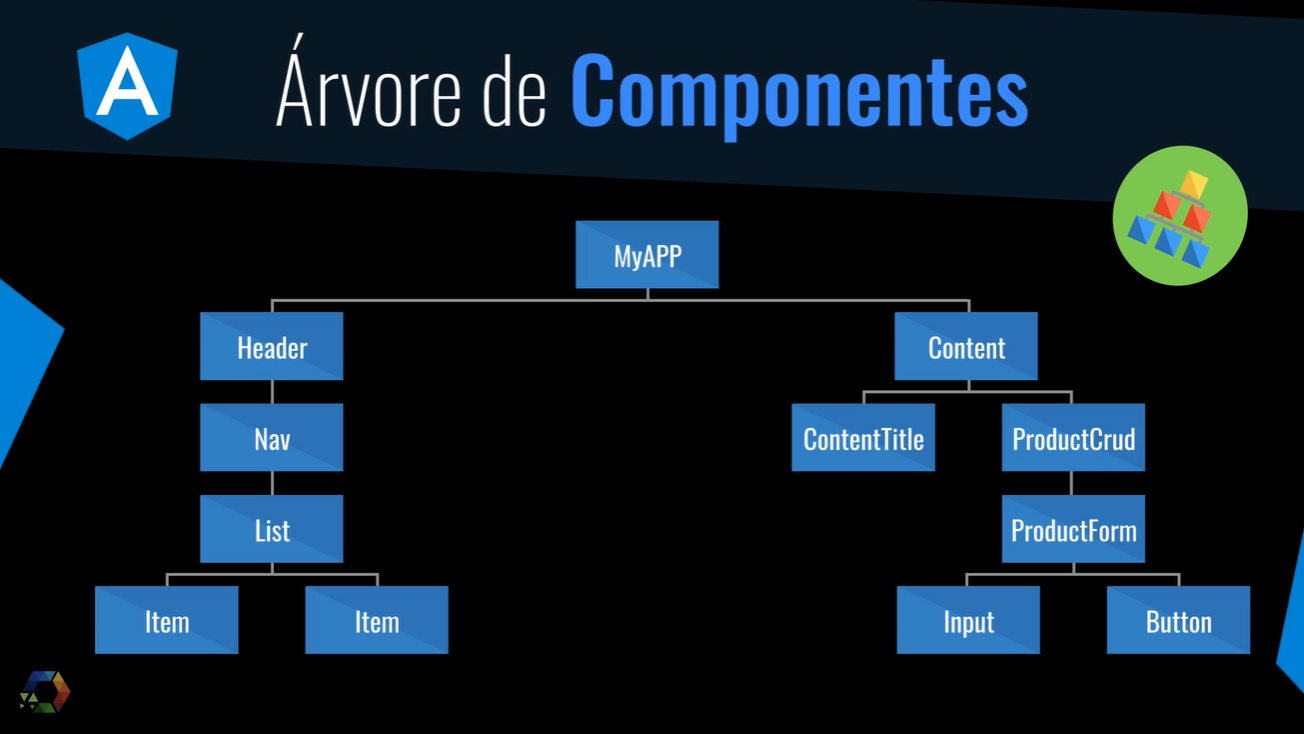 A
Árvore de Componentes
MyAPP
Header
Content
Nav
ContentTitle
ProductCrud
List
ProductForm
Item
Item
Input
Button